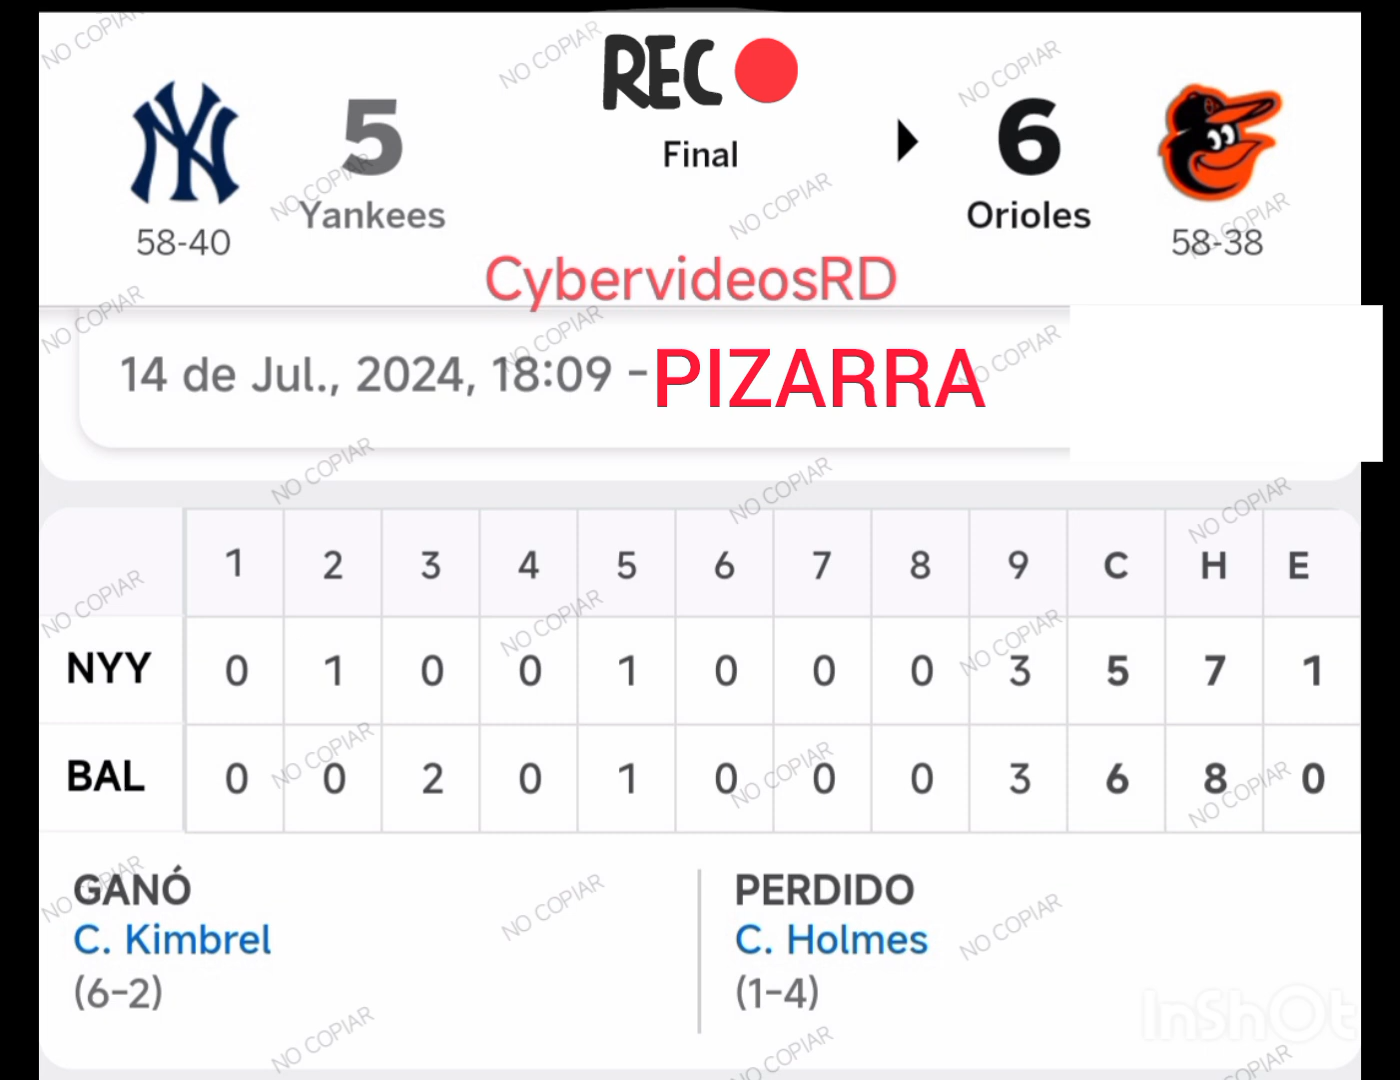 REC
5 Final 6
Yankees Orioles
58-40 58-38
CybervideosRD
14 de Jul., 2024, 18:09 - PIZARRA
1 2 3 4 5 6 7 8 9 C H E
NYY 0 1 0 0 1 0 0 0 3 5 7 1
BAL 0 0 2 0 1 0 0 0 3 6 8 0
GANÓ PERDIDO
C. Kimbrel C. Holmes
(6-2) (1-4)
InShOt
NO COPIAR